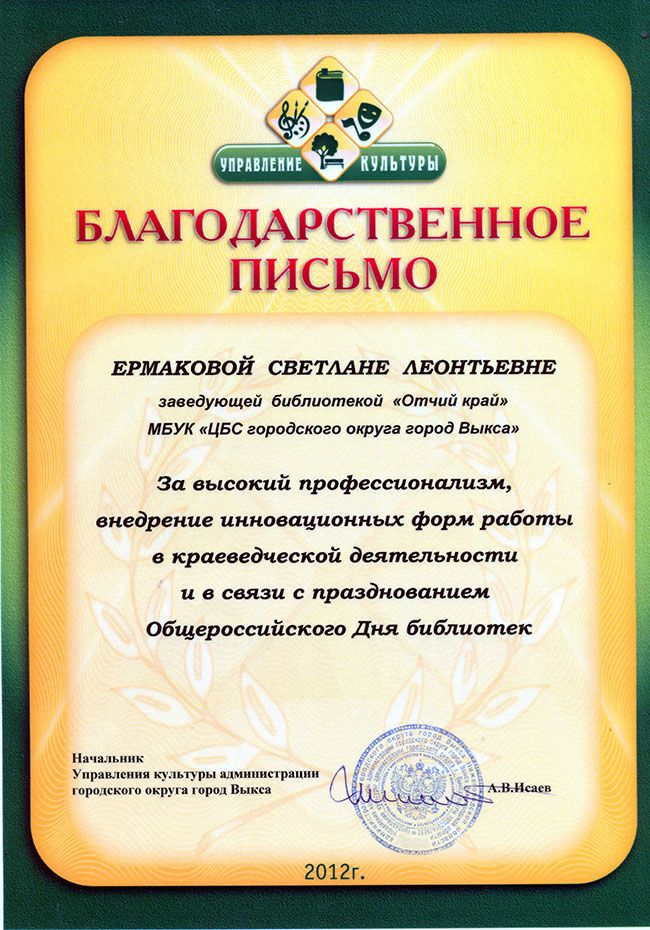 УПРАВЛЕНИЕ КУЛЬТУРЫ
БЛАГОДАРСТВЕННОЕ
ПИСЬМО
ЕРМАКОВОЙ СВЕТЛАНЕ ЛЕОНТЬЕВНЕ
заведующей библиотекой «Отчий край»
МБУК «ЦБС городского округа город Выкса»
За высокий профессионализм,
внедрение инновационных форм работы
в краеведческой деятельности
и в связи с празднованием
Общероссийского Дня библиотек
Начальник
Управления культуры администрации
городского округа город Выкса
А.В.Исаев
2012г.